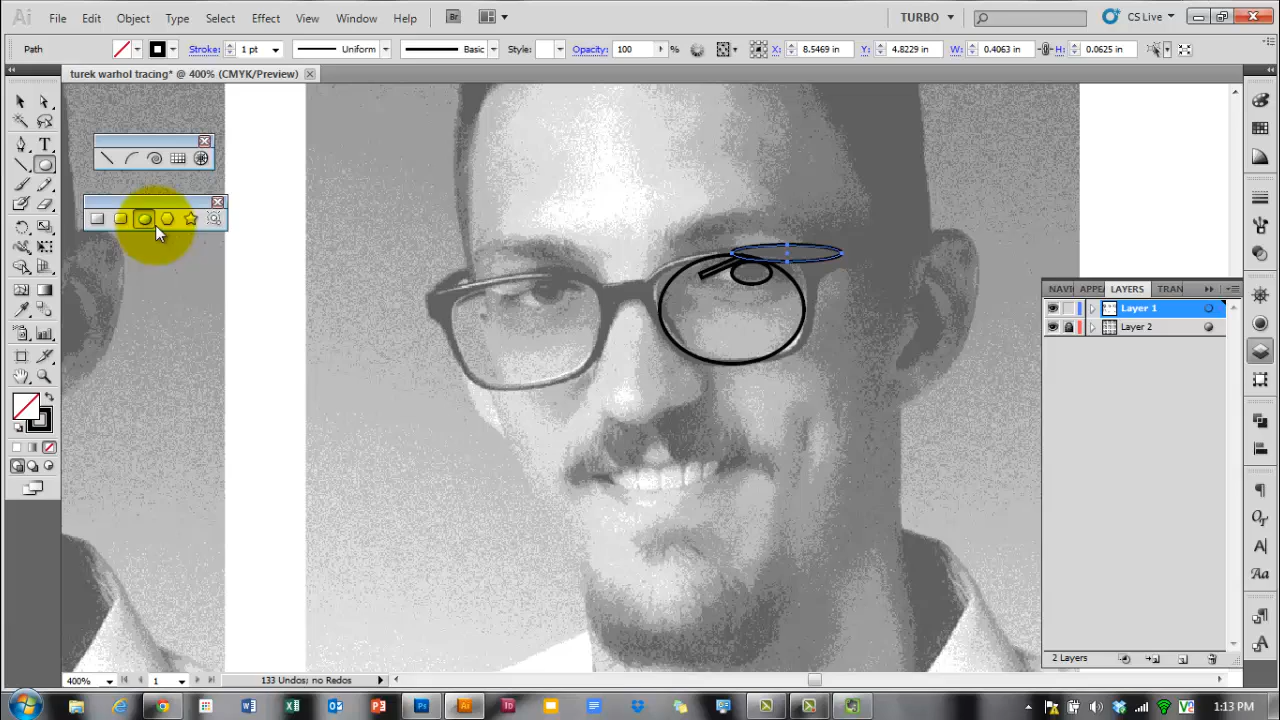 Ai File Edit Object Type Select Effect View Window Help Br TURBO CS Live
Path Stroke: 1 pt Uniform Basic Style: Opacity: 100 % X: 8.5469 in Y: 4.8229 in W: 0.4063 in H: 0.0625 in
turek warhol tracing* @ 400% (CMYK/Preview)
NAVI APPEA LAYERS TRAN
Layer 1
Layer 2
2 Layers
400% 1 133 Undos; no Redos
1:13 PM